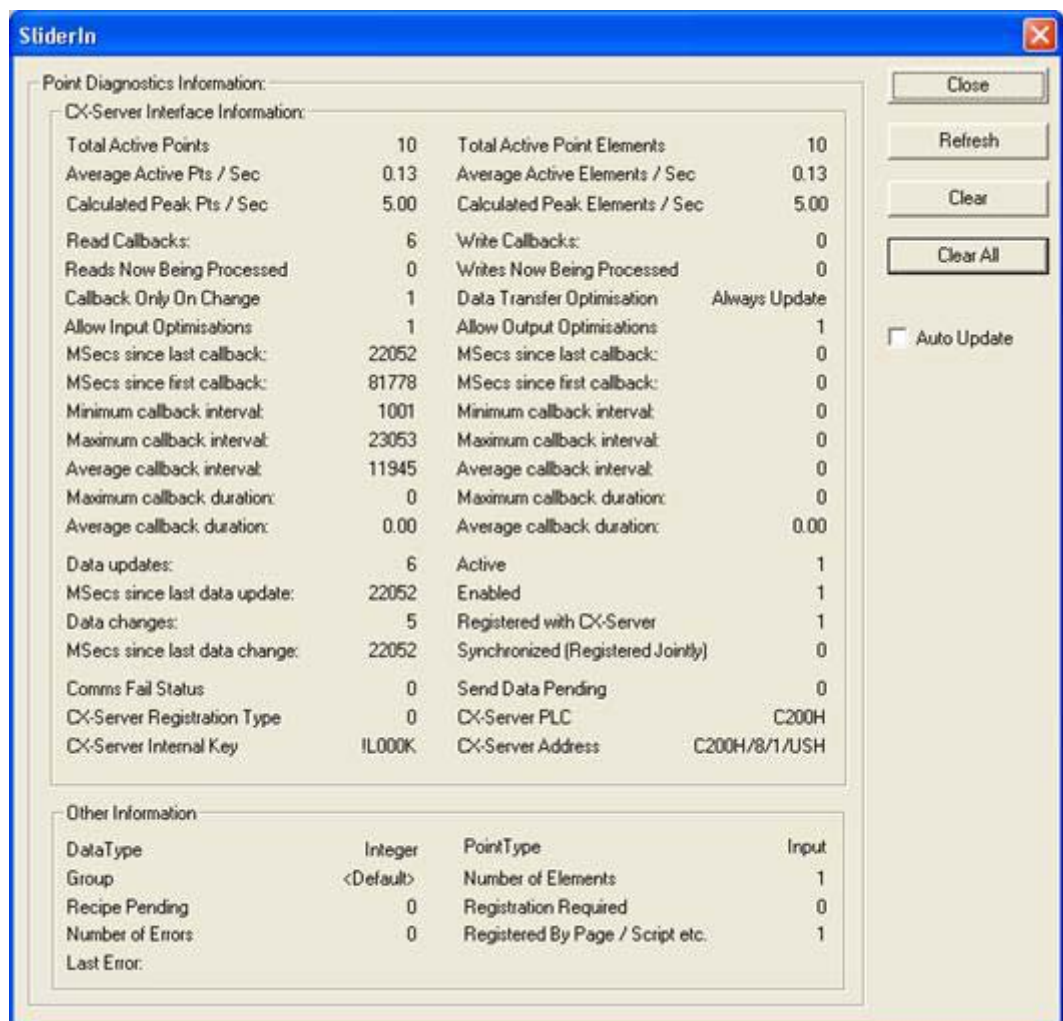 SliderIn
Point Diagnostics Information:
Close
CX-Server Interface Information:
Total Active Points 10 Total Active Point Elements 10
Refresh
Average Active Pts / Sec 0.13 Average Active Elements / Sec 0.13
Calculated Peak Pts / Sec 5.00 Calculated Peak Elements / Sec 5.00
Clear
Read Callbacks: 6 Write Callbacks: 0
Clear All
Reads Now Being Processed 0 Writes Now Being Processed 0
Callback Only On Change 1 Data Transfer Optimisation Always Update
Allow Input Optimisations 1 Allow Output Optimisations 1
Auto Update
MSecs since last callback: 22052 MSecs since last callback: 0
MSecs since first callback: 81778 MSecs since first callback: 0
Minimum callback interval: 1001 Minimum callback interval: 0
Maximum callback interval: 23053 Maximum callback interval: 0
Average callback interval: 11945 Average callback interval: 0
Maximum callback duration: 0 Maximum callback duration: 0
Average callback duration: 0.00 Average callback duration: 0.00
Data updates: 6 Active 1
MSecs since last data update: 22052 Enabled 1
Data changes: 5 Registered with CX-Server 1
MSecs since last data change: 22052 Synchronized (Registered Jointly) 0
Comms Fail Status 0 Send Data Pending 0
CX-Server Registration Type 0 CX-Server PLC C200H
CX-Server Internal Key !L000K CX-Server Address C200H/8/1/USH
Other Information
DataType Integer PointType Input
Group <Default> Number of Elements 1
Recipe Pending 0 Registration Required 0
Number of Errors 0 Registered By Page / Script etc. 1
Last Error: